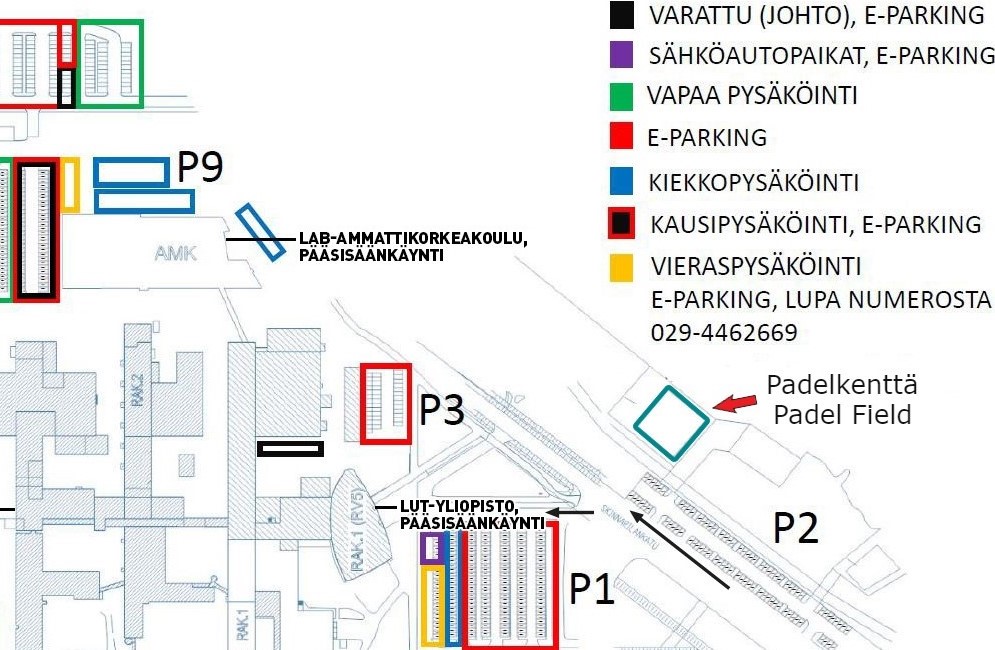 VARATTU (JOHTO), E-PARKING
SÄHKÖAUTOPAIKAT, E-PARKING
VAPAA PYSÄKÖINTI
E-PARKING
KIEKKOPYSÄKÖINTI
KAUSIPYSÄKÖINTI, E-PARKING
VIERASPYSÄKÖINTI
E-PARKING, LUPA NUMEROSTA
029-4462669
P9
LAB-AMMATTIKORKEAKOULU,
PÄÄSISÄÄNKÄYNTI
AMK
RAK.2
P3
Padelkenttä
Padel Field
LUT-YLIOPISTO,
PÄÄSISÄÄNKÄYNTI
RAK.1 (RV5)
SKINNARILANKATU
P2
P1
RAK.1